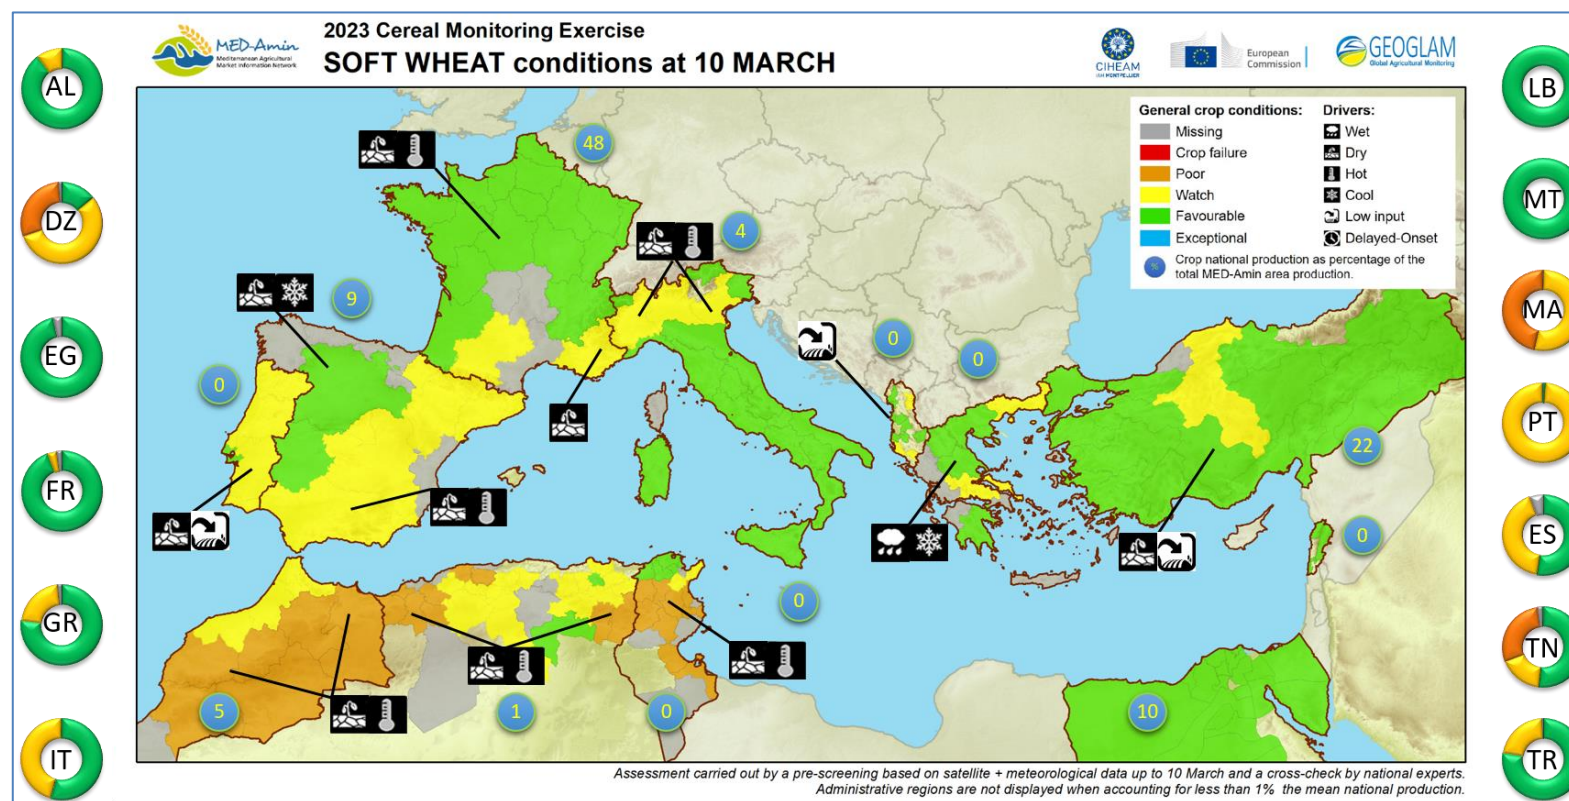 MED-Amin
Mediterranean Agricultural
Market Information Network
2023 Cereal Monitoring Exercise
SOFT WHEAT conditions at 10 MARCH
CIHEAM
IAM MONTPELLIER
European
Commission
GEOGLAM
Global Agricultural Monitoring
AL
DZ
EG
FR
GR
IT
LB
MT
MA
PT
ES
TN
TR
General crop conditions:
Missing
Crop failure
Poor
Watch
Favourable
Exceptional
% Crop national production as percentage of the
total MED-Amin area production.
Drivers:
Wet
Dry
Hot
Cool
Low input
Delayed-Onset
48
4
9
0
0
0
22
0
0
5
1
0
10
Assessment carried out by a pre-screening based on satellite + meteorological data up to 10 March and a cross-check by national experts.
Administrative regions are not displayed when accounting for less than 1% the mean national production.